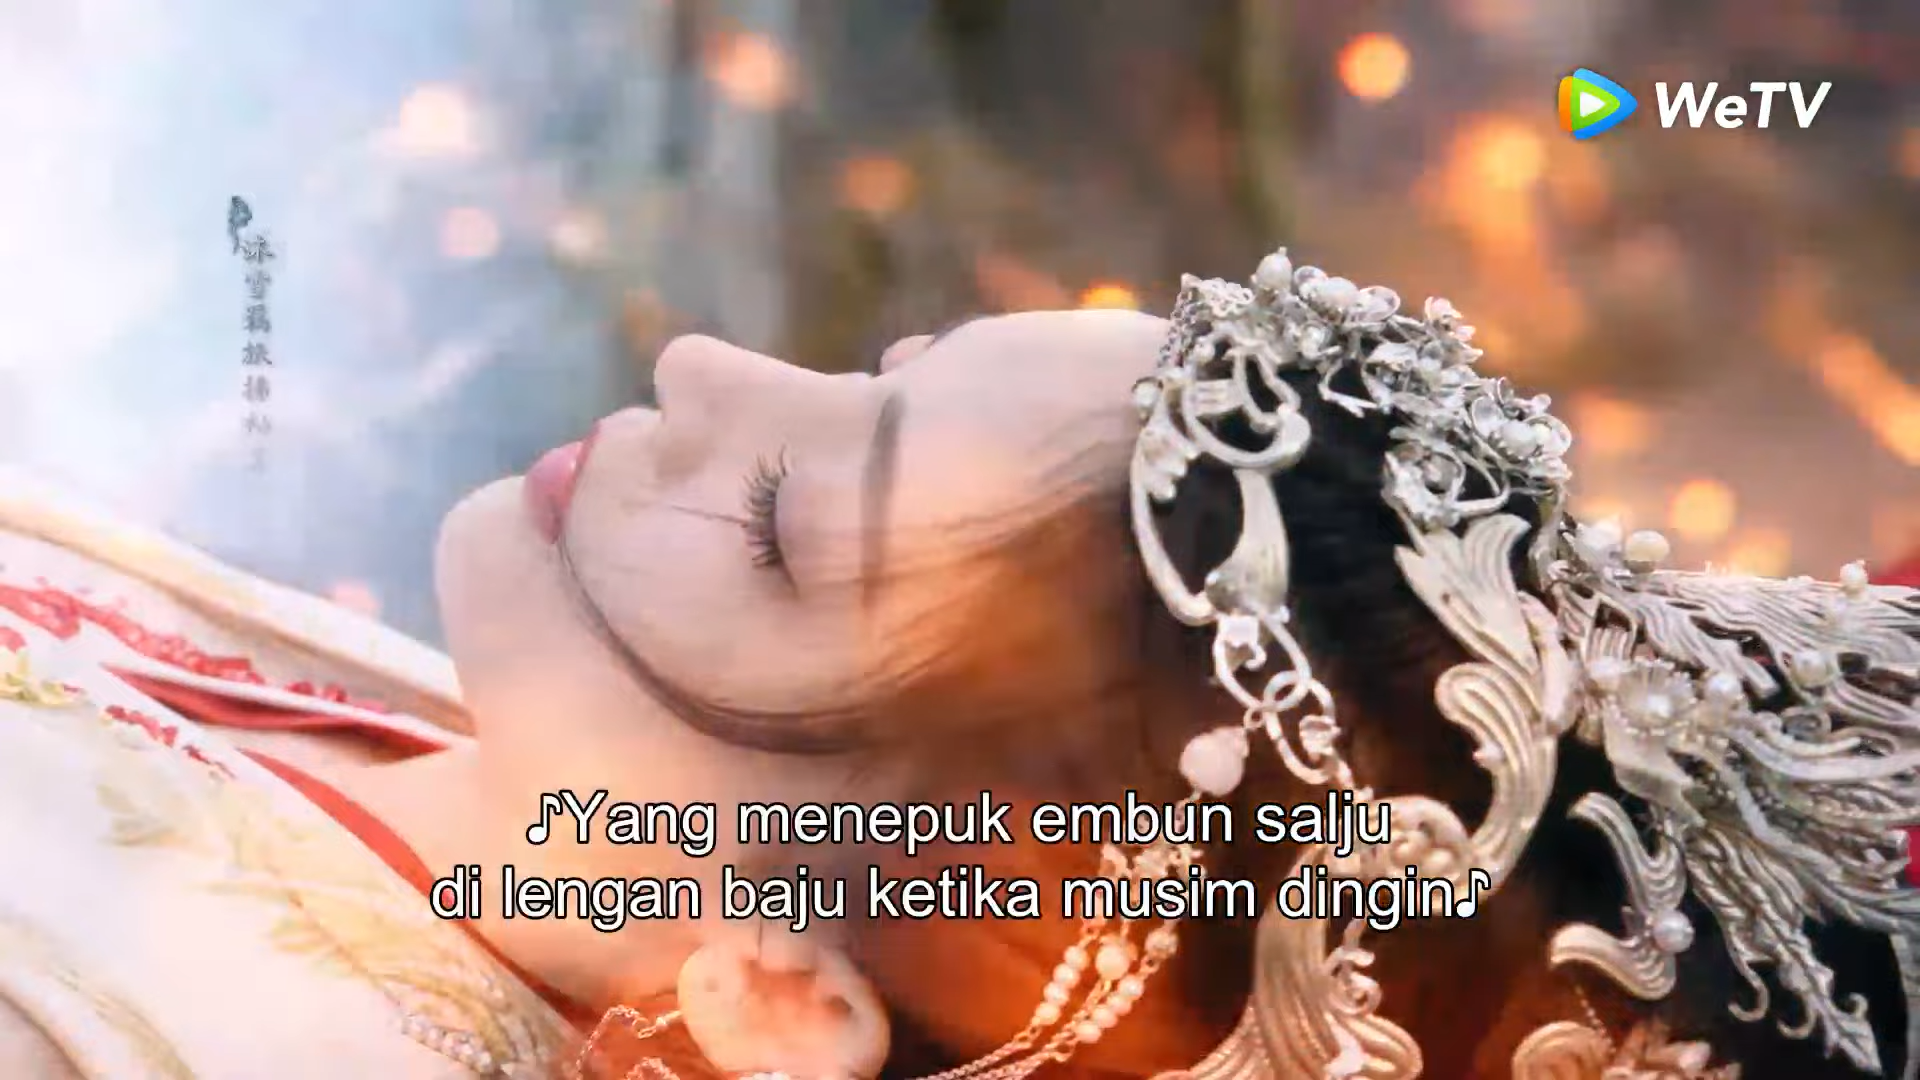 WeTV
♪Yang menepuk embun salju
di lengan baju ketika musim dingin♪